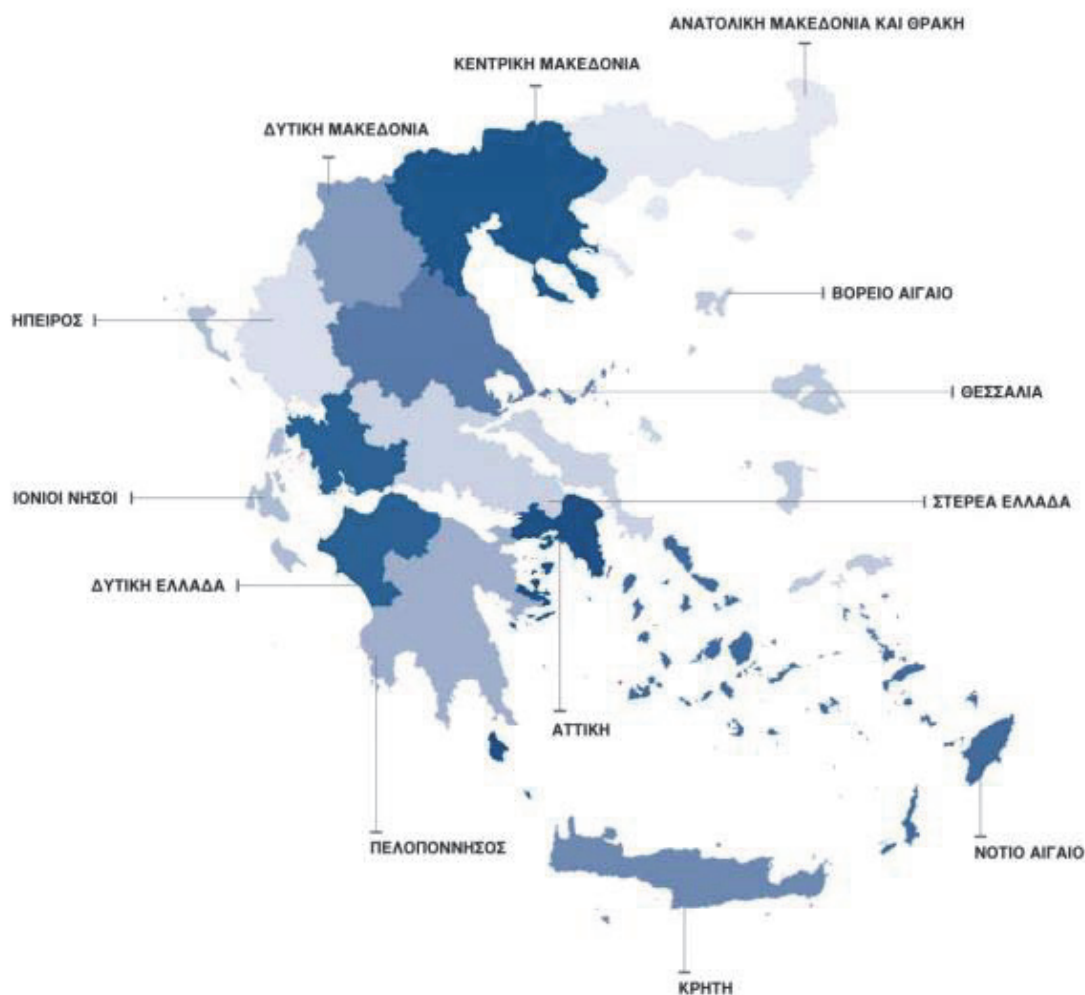 ΑΝΑΤΟΛΙΚΗ ΜΑΚΕΔΟΝΙΑ ΚΑΙ ΘΡΑΚΗ
ΚΕΝΤΡΙΚΗ ΜΑΚΕΔΟΝΙΑ
ΔΥΤΙΚΗ ΜΑΚΕΔΟΝΙΑ
ΒΟΡΕΙΟ ΑΙΓΑΙΟ
ΗΠΕΙΡΟΣ
ΘΕΣΣΑΛΙΑ
ΙΟΝΙΟΙ ΝΗΣΟΙ
ΣΤΕΡΕΑ ΕΛΛΑΔΑ
ΔΥΤΙΚΗ ΕΛΛΑΔΑ
ΑΤΤΙΚΗ
ΠΕΛΟΠΟΝΝΗΣΟΣ
ΝΟΤΙΟ ΑΙΓΑΙΟ
ΚΡΗΤΗ